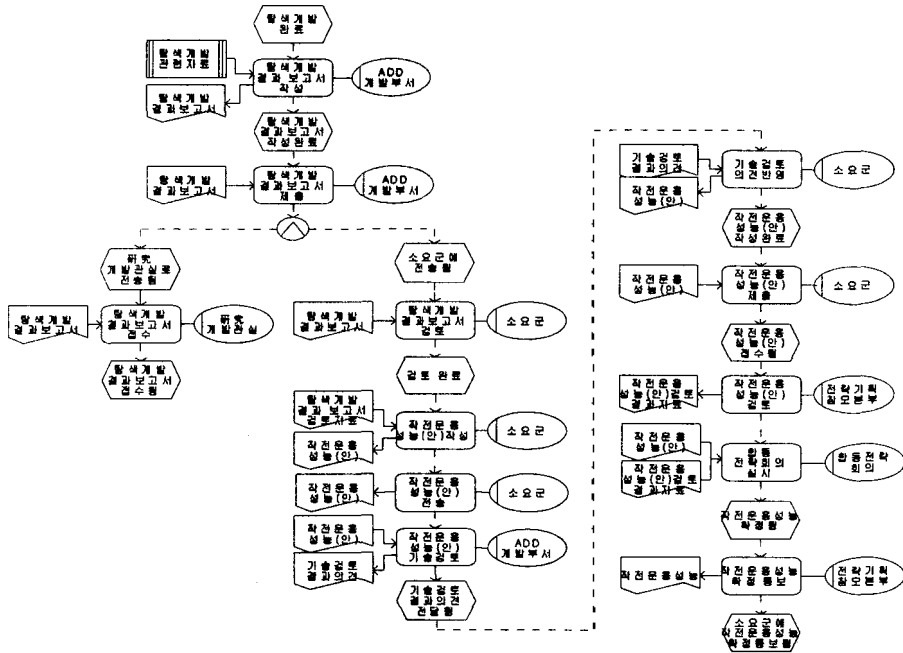 탐색개발
완료
탐색개발
관련자료
탐색개발
결과보고서
작성
ADD
개발부서
탐색개발
결과보고서
탐색개발
결과보고서
작성완료
탐색개발
결과보고서
탐색개발
결과보고서
제출
ADD
개발부서
研究
개발관실로
전송됨
탐색개발
결과보고서
탐색개발
결과보고서
접수
研究
개발관실
탐색개발
결과보고서
접수됨
소요군에
전송됨
탐색개발
결과보고서
탐색개발
결과보고서
검토
소요군
검토 완료
탐색개발
결과보고서
검토자료
작전운용
성능(안)작성
소요군
작전운용
성능(안)
작전운용
성능(안)
작전운용
성능(안)
전송
소요군
작전운용
성능(안)
작전운용
성능(안)
기술검토
ADD
개발부서
기술검토
결과의견
기술검토
결과의견
전달됨
기술검토
결과의견
기술검토
의견반영
소요군
작전운용
성능(안)
작전운용
성능(안)
작성완료
작전운용
성능(안)
작전운용
성능(안)
제출
소요군
작전운용
성능(안)
접수됨
작전운용
성능(안)검토
결과자료
작전운용
성능(안)
검토
전략기획
참모본부
작전운용
성능(안)
작전운용
성능(안)검토
결과자료
합동
전략회의
실시
합동전략
회의
작전운용성능
확정됨
작전운용성능
작전운용성능
확정통보
전략기획
참모본부
소요군에
작전운용성능
확정통보됨